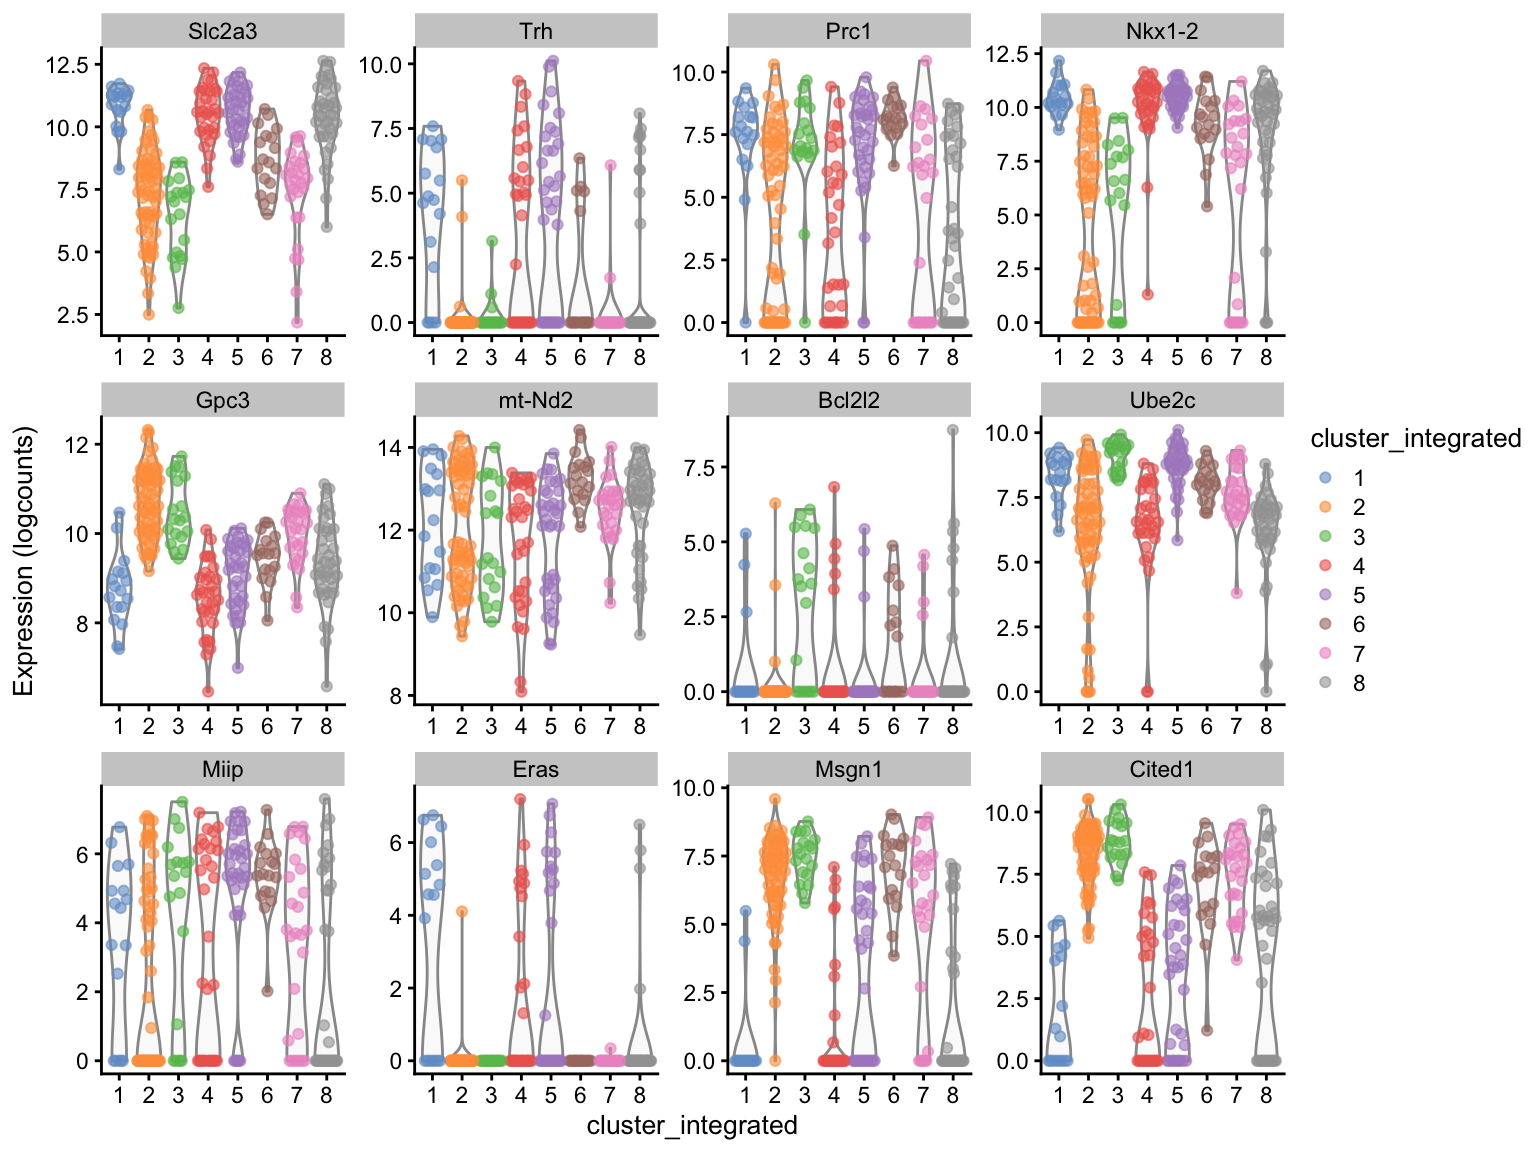 Slc2a3 Trh Prc1 Nkx1-2
12.5 10.0 7.5 5.0 2.5
10.0 7.5 5.0 2.5 0.0
10.0 7.5 5.0 2.5 0.0
12.5 10.0 7.5 5.0 2.5 0.0
1 2 3 4 5 6 7 8 1 2 3 4 5 6 7 8 1 2 3 4 5 6 7 8 1 2 3 4 5 6 7 8
Gpc3 mt-Nd2 Bcl2l2 Ube2c
12 10 8
14 12 10 8
7.5 5.0 2.5 0.0
10.0 7.5 5.0 2.5 0.0
1 2 3 4 5 6 7 8 1 2 3 4 5 6 7 8 1 2 3 4 5 6 7 8 1 2 3 4 5 6 7 8
Miip Eras Msgn1 Cited1
6 4 2 0
6 4 2 0
10.0 7.5 5.0 2.5 0.0
10.0 7.5 5.0 2.5 0.0
1 2 3 4 5 6 7 8 1 2 3 4 5 6 7 8 1 2 3 4 5 6 7 8 1 2 3 4 5 6 7 8
Expression (logcounts)
cluster_integrated
cluster_integrated
1
2
3
4
5
6
7
8